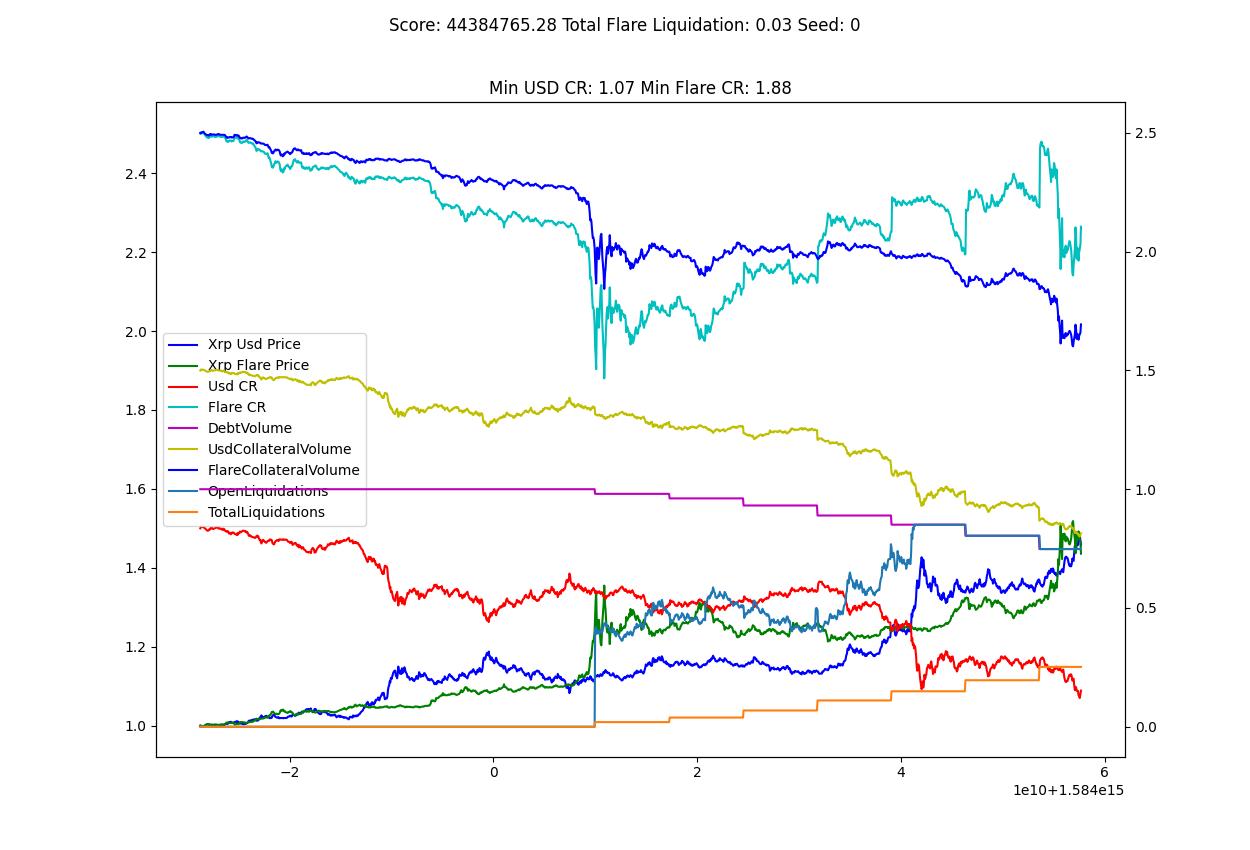 Score: 44384765.28 Total Flare Liquidation: 0.03 Seed: 0
Min USD CR: 1.07 Min Flare CR: 1.88
2.4
2.2
2.0
1.8
1.6
1.4
1.2
1.0
Xrp Usd Price
Xrp Flare Price
Usd CR
Flare CR
DebtVolume
UsdCollateralVolume
FlareCollateralVolume
OpenLiquidations
TotalLiquidations
2.5
2.0
1.5
1.0
0.5
0.0
−2 0 2 4 6
1e10+1.584e15